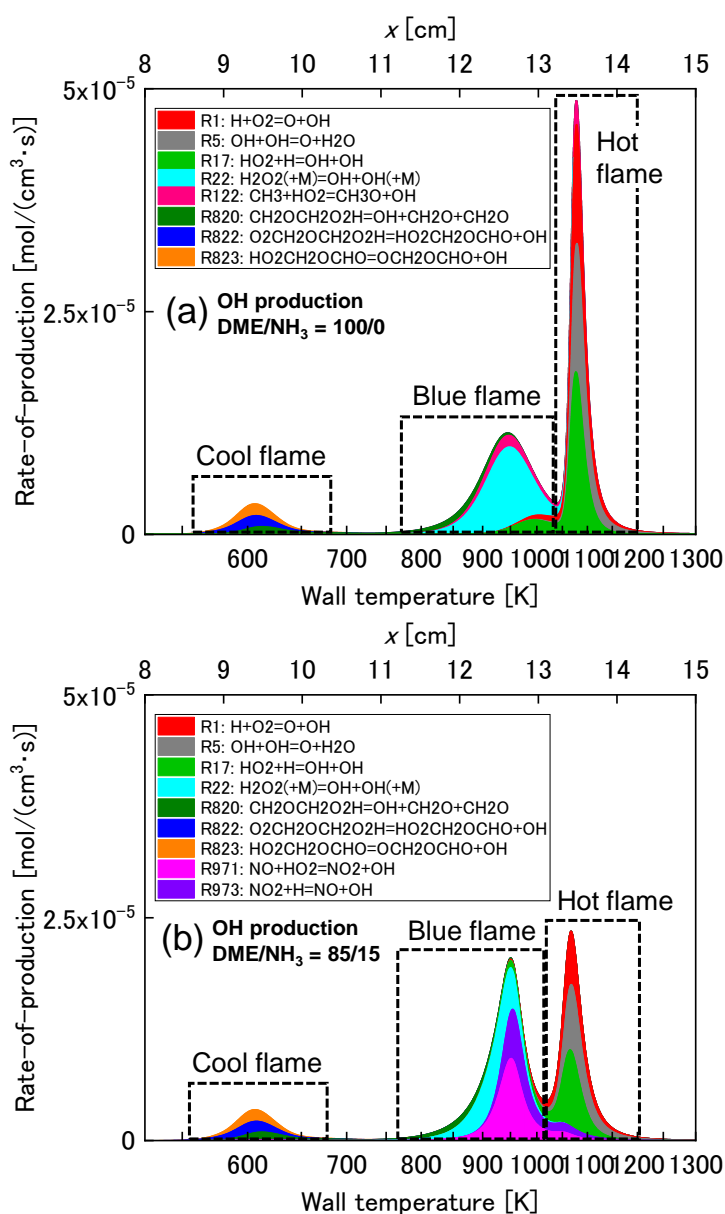 x [cm]
8 9 10 11 12 13 14 15
Rate-of-production [mol/(cm³·s)]
5x10⁻⁵
2.5x10⁻⁵
0
R1: H+O2=O+OH
R5: OH+OH=O+H2O
R17: HO2+H=OH+OH
R22: H2O2(+M)=OH+OH(+M)
R122: CH3+HO2=CH3O+OH
R820: CH2OCH2O2H=OH+CH2O+CH2O
R822: O2CH2OCH2O2H=HO2CH2OCHO+OH
R823: HO2CH2OCHO=OCH2OCHO+OH
Hot
flame
(a) OH production
DME/NH₃ = 100/0
Blue flame
Cool flame
600 700 800 900 1000 1100 1200 1300
Wall temperature [K]
x [cm]
8 9 10 11 12 13 14 15
Rate-of-production [mol/(cm³·s)]
5x10⁻⁵
2.5x10⁻⁵
0
R1: H+O2=O+OH
R5: OH+OH=O+H2O
R17: HO2+H=OH+OH
R22: H2O2(+M)=OH+OH(+M)
R820: CH2OCH2O2H=OH+CH2O+CH2O
R822: O2CH2OCH2O2H=HO2CH2OCHO+OH
R823: HO2CH2OCHO=OCH2OCHO+OH
R971: NO+HO2=NO2+OH
R973: NO2+H=NO+OH
Hot flame
(b) OH production
DME/NH₃ = 85/15
Blue flame
Cool flame
600 700 800 900 1000 1100 1200 1300
Wall temperature [K]